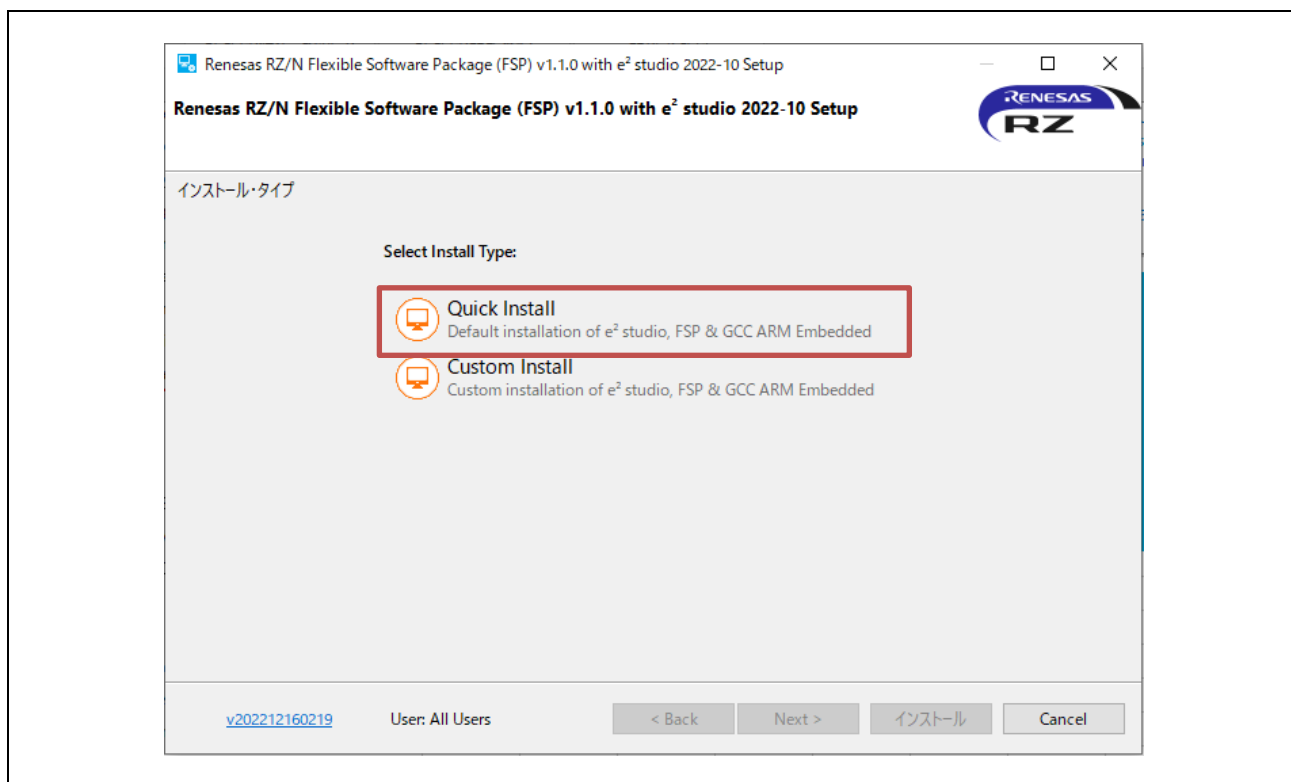 Renesas RZ/N Flexible Software Package (FSP) v1.1.0 with e² studio 2022-10 Setup
Renesas RZ/N Flexible Software Package (FSP) v1.1.0 with e² studio 2022-10 Setup
RENESAS
RZ
インストール・タイプ
Select Install Type:
Quick Install
Default installation of e² studio, FSP & GCC ARM Embedded
Custom Install
Custom installation of e² studio, FSP & GCC ARM Embedded
v202212160219 User: All Users < Back Next > インストール Cancel